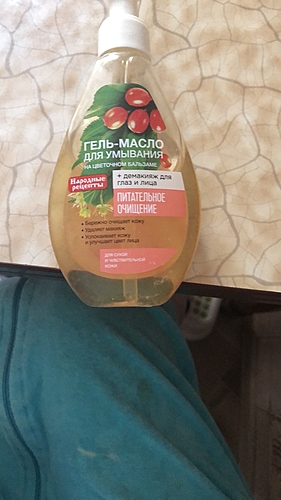 ГЕЛЬ-МАСЛО
ДЛЯ УМЫВАНИЯ
НА ЦВЕТОЧНОМ БАЛЬЗАМЕ
Народные
рецепты
+ демакияж для
глаз и лица
ПИТАТЕЛЬНОЕ
ОЧИЩЕНИЕ
• Бережно очищает кожу
• Удаляет макияж
• Успокаивает кожу
и улучшает цвет лица
ДЛЯ СУХОЙ
И ЧУВСТВИТЕЛЬНОЙ
КОЖИ